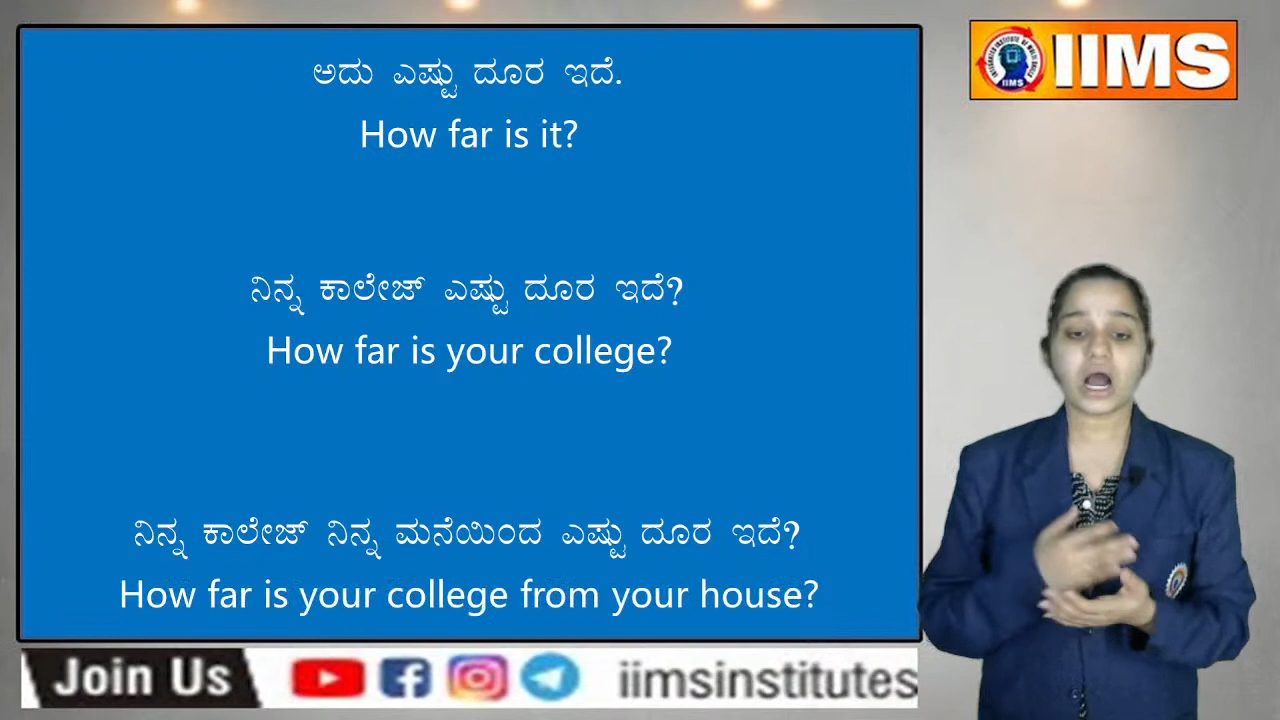 ಅದು ಎಷ್ಟು ದೂರ ಇದೆ.
How far is it?
ನಿನ್ನ ಕಾಲೇಜ್ ಎಷ್ಟು ದೂರ ಇದೆ?
How far is your college?
ನಿನ್ನ ಕಾಲೇಜ್ ನಿನ್ನ ಮನೆಯಿಂದ ಎಷ್ಟು ದೂರ ಇದೆ?
How far is your college from your house?
IIMS
IIMS
Join Us
iimsinstitutes